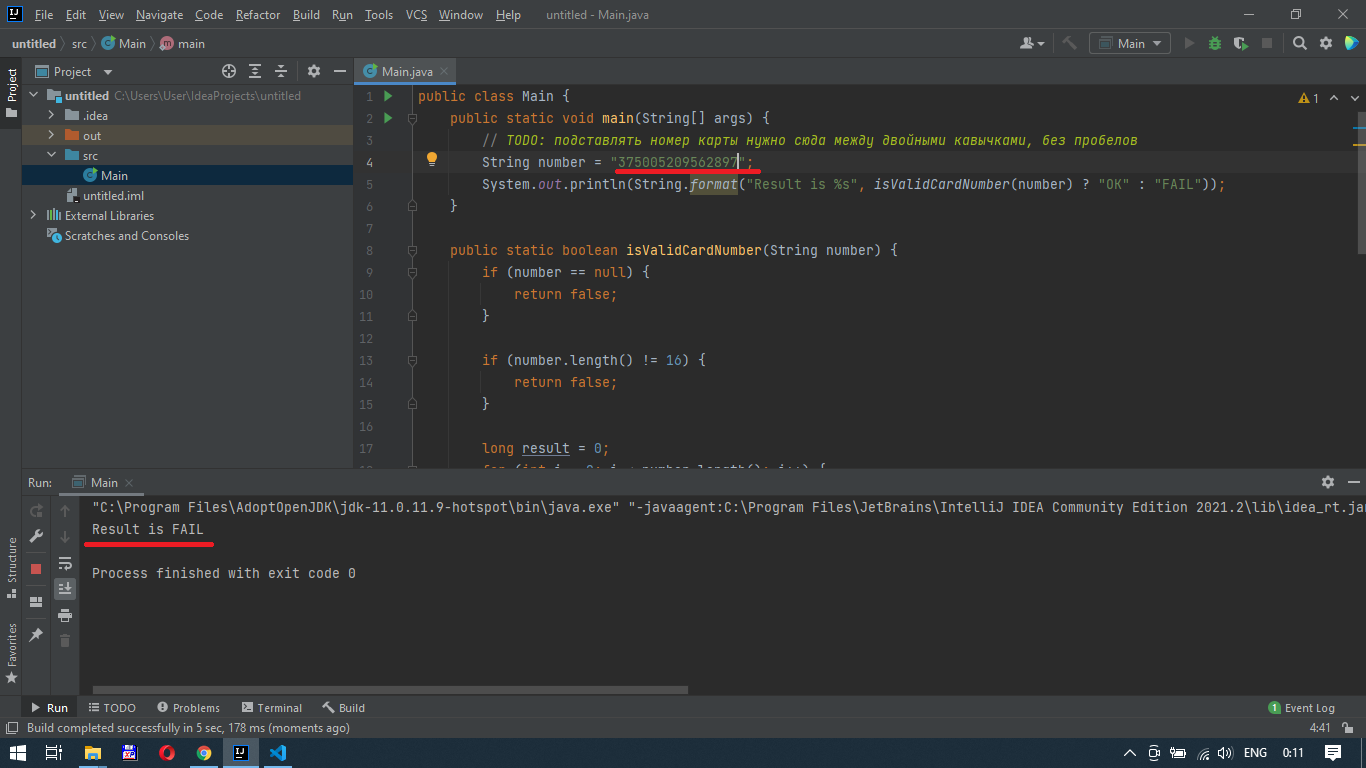 File Edit View Navigate Code Refactor Build Run Tools VCS Window Help untitled - Main.java
untitled src Main main
Main
Project
Project
Main.java
untitled C:\Users\User\IdeaProjects\untitled
.idea
out
src
Main
untitled.iml
External Libraries
Scratches and Consoles
1 public class Main {
1
2 public static void main(String[] args) {
3 // TODO: подставлять номер карты нужно сюда между двойными кавычками, без пробелов
4 String number = "375005209562897";
5 System.out.println(String.format("Result is %s", isValidCardNumber(number) ? "OK" : "FAIL"));
6 }
7
8 public static boolean isValidCardNumber(String number) {
9 if (number == null) {
10 return false;
11 }
12
13 if (number.length() != 16) {
14 return false;
15 }
16
17 long result = 0;
Run: Main
"C:\Program Files\AdoptOpenJDK\jdk-11.0.11.9-hotspot\bin\java.exe" "-javaagent:C:\Program Files\JetBrains\IntelliJ IDEA Community Edition 2021.2\lib\idea_rt.jar
Result is FAIL
Process finished with exit code 0
Structure
Favorites
Run TODO Problems Terminal Build 1 Event Log
Build completed successfully in 5 sec, 178 ms (moments ago) 4:41
ENG 0:11